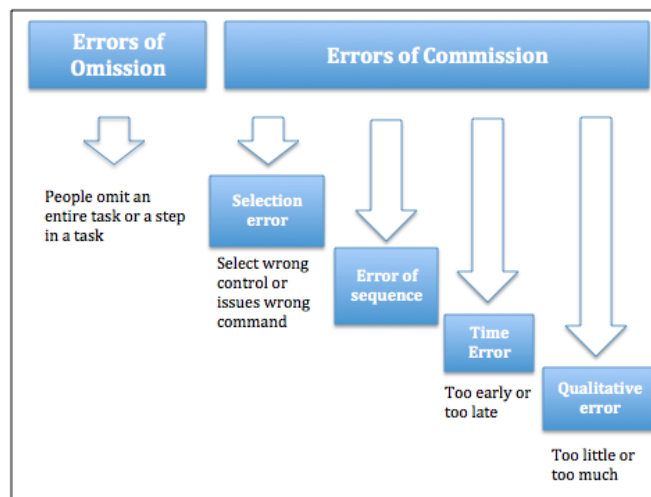 Errors of
Omission
Errors of Commission
People omit an
entire task or a step
in a task
Selection
error
Select wrong
control or
issues wrong
command
Error of
sequence
Time
Error
Too early or
too late
Qualitative
error
Too little or
too much